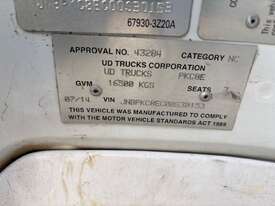 67930-3Z20A
APPROVAL NO. 43284 CATEGORY NC
UD TRUCKS CORPORATION
UD TRUCKS PKC8E
GVM 16500 KGS SEATS
07/14 VIN
THIS VEHICLE WAS MANUFACTURED TO COMPLY
WITH THE MOTOR VEHICLE STANDARDS ACT 1989